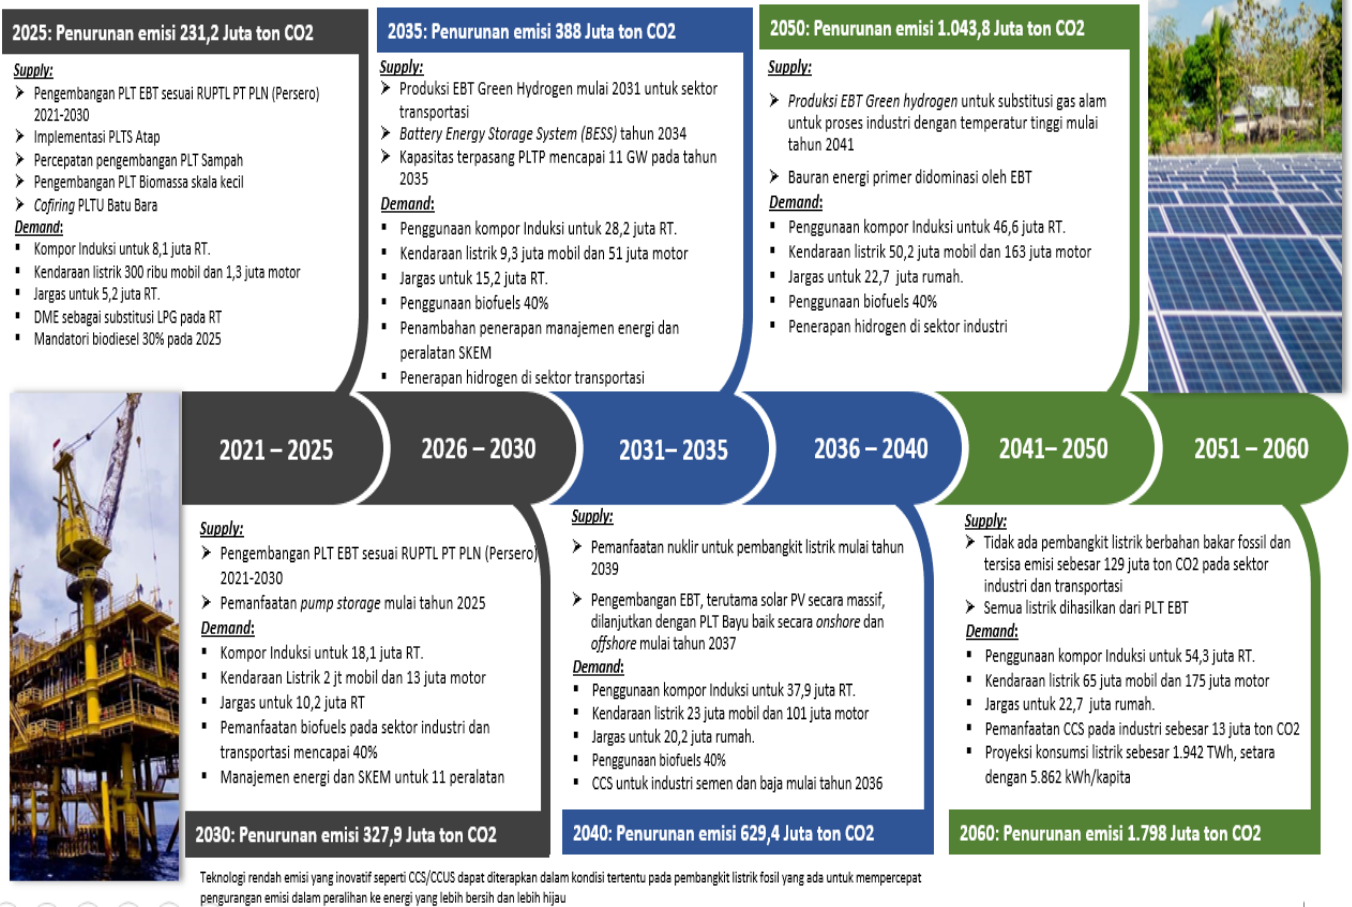 2025: Penurunan emisi 231,2 Juta ton CO2
Supply:
➢ Pengembangan PLT EBT sesuai RUPTL PT PLN (Persero)
2021-2030
➢ Implementasi PLTS Atap
➢ Percepatan pengembangan PLT Sampah
➢ Pengembangan PLT Biomassa skala kecil
➢ Cofiring PLTU Batu Bara
Demand:
▪ Kompor Induksi untuk 8,1 juta RT.
▪ Kendaraan listrik 300 ribu mobil dan 1,3 juta motor
▪ Jargas untuk 5,2 juta RT.
▪ DME sebagai substitusi LPG pada RT
▪ Mandatori biodiesel 30% pada 2025
2035: Penurunan emisi 388 Juta ton CO2
Supply:
➢ Produksi EBT Green Hydrogen mulai 2031 untuk sektor
transportasi
➢ Battery Energy Storage System (BESS) tahun 2034
➢ Kapasitas terpasang PLTP mencapai 11 GW pada tahun
2035
Demand:
▪ Penggunaan kompor Induksi untuk 28,2 juta RT.
▪ Kendaraan listrik 9,3 juta mobil dan 51 juta motor
▪ Jargas untuk 15,2 juta RT.
▪ Penggunaan biofuels 40%
▪ Penambahan penerapan manajemen energi dan
peralatan SKEM
▪ Penerapan hidrogen di sektor transportasi
2050: Penurunan emisi 1.043,8 Juta ton CO2
Supply:
➢ Produksi EBT Green hydrogen untuk substitusi gas alam
untuk proses industri dengan temperatur tinggi mulai
tahun 2041
➢ Bauran energi primer didominasi oleh EBT
Demand:
▪ Penggunaan kompor Induksi untuk 46,6 juta RT.
▪ Kendaraan listrik 50,2 juta mobil dan 163 juta motor
▪ Jargas untuk 22,7 juta rumah.
▪ Penggunaan biofuels 40%
▪ Penerapan hidrogen di sektor industri
2021 – 2025
2026 – 2030
2031– 2035
2036 – 2040
2041– 2050
2051 – 2060
Supply:
➢ Pengembangan PLT EBT sesuai RUPTL PT PLN (Persero)
2021-2030
➢ Pemanfaatan pump storage mulai tahun 2025
Demand:
▪ Kompor Induksi untuk 18,1 juta RT.
▪ Kendaraan Listrik 2 jt mobil dan 13 juta motor
▪ Jargas untuk 10,2 juta RT
▪ Pemanfaatan biofuels pada sektor industri dan
transportasi mencapai 40%
▪ Manajemen energi dan SKEM untuk 11 peralatan
2030: Penurunan emisi 327,9 Juta ton CO2
Supply:
➢ Pemanfaatan nuklir untuk pembangkit listrik mulai tahun
2039
➢ Pengembangan EBT, terutama solar PV secara massif,
dilanjutkan dengan PLT Bayu baik secara onshore dan
offshore mulai tahun 2037
Demand:
▪ Penggunaan kompor Induksi untuk 37,9 juta RT.
▪ Kendaraan listrik 23 juta mobil dan 101 juta motor
▪ Jargas untuk 20,2 juta rumah.
▪ Penggunaan biofuels 40%
▪ CCS untuk industri semen dan baja mulai tahun 2036
2040: Penurunan emisi 629,4 Juta ton CO2
Supply:
➢ Tidak ada pembangkit listrik berbahan bakar fossil dan
tersisa emisi sebesar 129 juta ton CO2 pada sektor
industri dan transportasi
➢ Semua listrik dihasilkan dari PLT EBT
Demand:
▪ Penggunaan kompor Induksi untuk 54,3 juta RT.
▪ Kendaraan listrik 65 juta mobil dan 175 juta motor
▪ Jargas untuk 22,7 juta rumah.
▪ Pemanfaatan CCS pada industri sebesar 13 juta ton CO2
▪ Proyeksi konsumsi listrik sebesar 1.942 TWh, setara
dengan 5.862 kWh/kapita
2060: Penurunan emisi 1.798 Juta ton CO2
Teknologi rendah emisi yang inovatif seperti CCS/CCUS dapat diterapkan dalam kondisi tertentu pada pembangkit listrik fosil yang ada untuk mempercepat
pengurangan emisi dalam peralihan ke energi yang lebih bersih dan lebih hijau